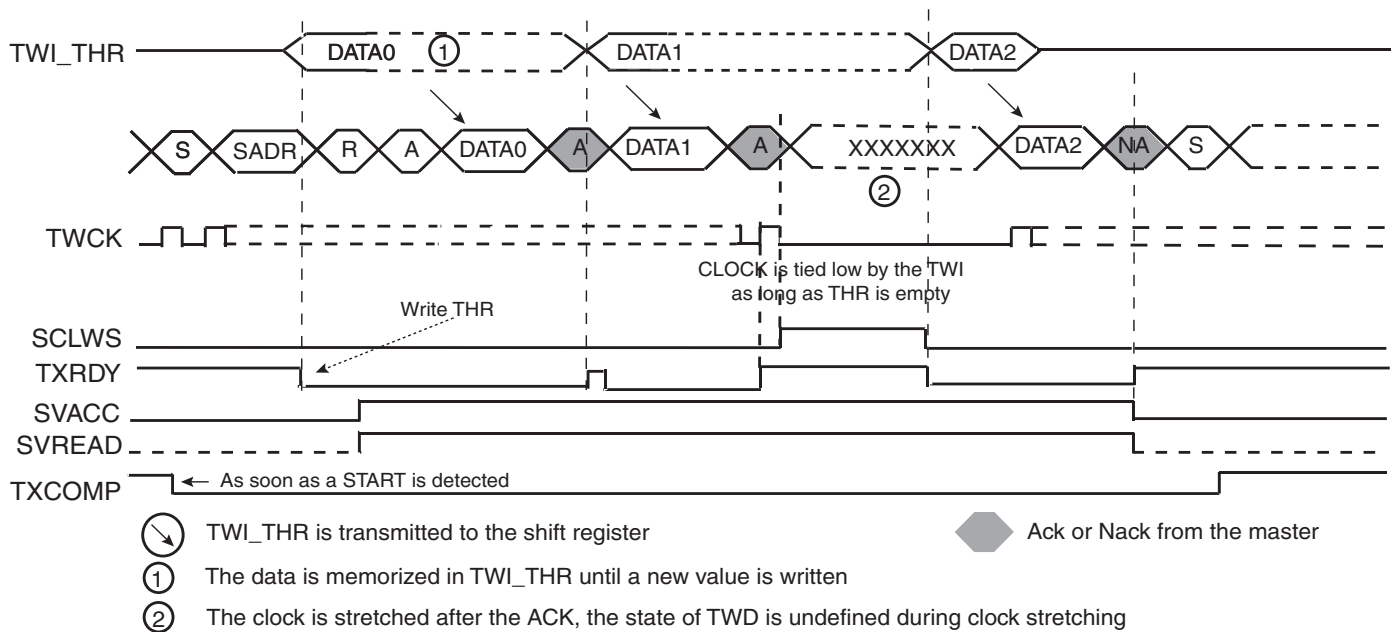 TWI_THR DATA0 1 DATA1 DATA2
S SADR R A DATA0 A DATA1 A XXXXXXX DATA2 NA S
2
TWCK
CLOCK is tied low by the TWI
as long as THR is empty
Write THR
SCLWS
TXRDY
SVACC
SVREAD
TXCOMP As soon as a START is detected
TWI_THR is transmitted to the shift register Ack or Nack from the master
1 The data is memorized in TWI_THR until a new value is written
2 The clock is stretched after the ACK, the state of TWD is undefined during clock stretching